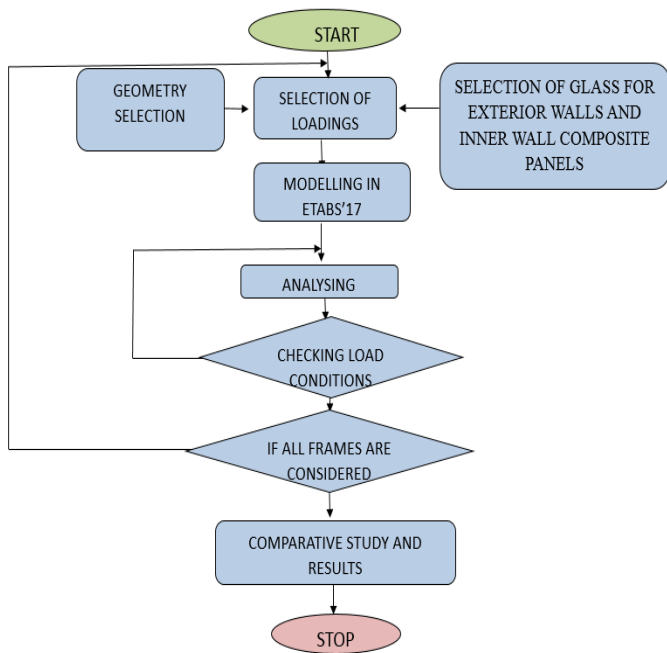 START
GEOMETRY
SELECTION
SELECTION OF
LOADINGS
SELECTION OF GLASS FOR
EXTERIOR WALLS AND
INNER WALL COMPOSITE
PANELS
MODELLING IN
ETABS’17
ANALYSING
CHECKING LOAD
CONDITIONS
IF ALL FRAMES ARE
CONSIDERED
COMPARATIVE STUDY AND
RESULTS
STOP